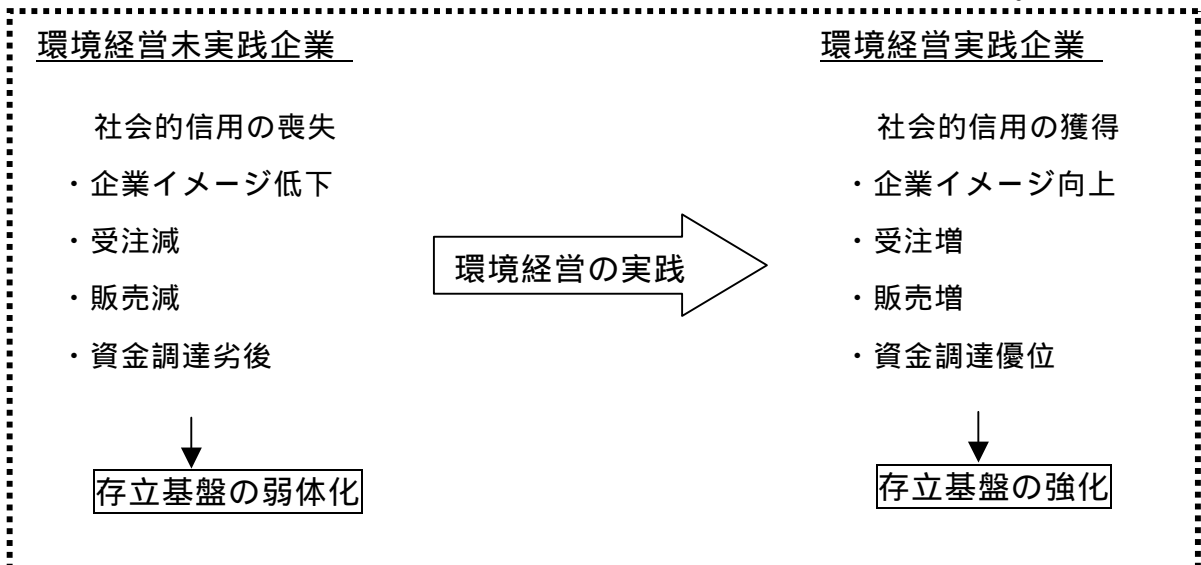 環境経営未実践企業
社会的信用の喪失
・企業イメージ低下
・受注減
・販売減
・資金調達劣後
存立基盤の弱体化
環境経営の実践
環境経営実践企業
社会的信用の獲得
・企業イメージ向上
・受注増
・販売増
・資金調達優位
存立基盤の強化